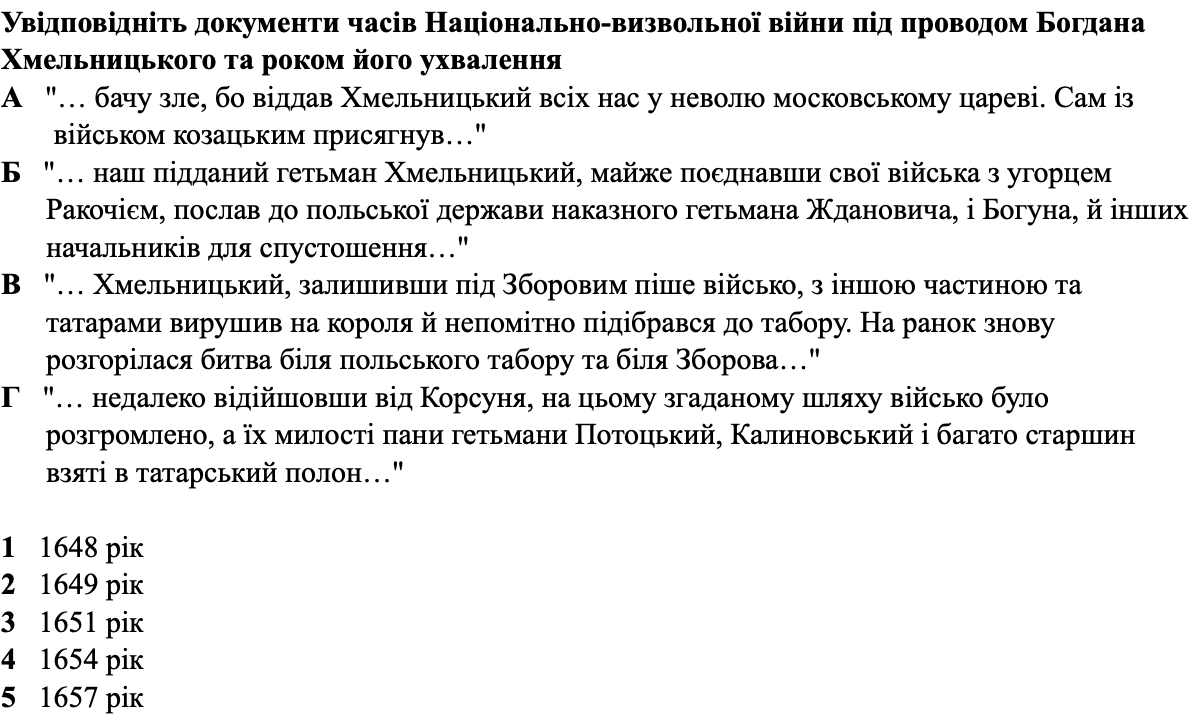 Увідповідніть документи часів Національно-визвольної війни під проводом Богдана
Хмельницького та роком його ухвалення
А "… бачу зле, бо віддав Хмельницький всіх нас у неволю московському цареві. Сам із
військом козацьким присягнув…"
Б "… наш підданий гетьман Хмельницький, майже поєднавши свої війська з угорцем
Ракочієм, послав до польської держави наказного гетьмана Ждановича, і Богуна, й інших
начальників для спустошення…"
В "… Хмельницький, залишивши під Зборовим піше військо, з іншою частиною та
татарами вирушив на короля й непомітно підібрався до табору. На ранок знову
розгорілася битва біля польського табору та біля Зборова…"
Г "… недалеко відійшовши від Корсуня, на цьому згаданому шляху військо було
розгромлено, а їх милості пани гетьмани Потоцький, Калиновський і багато старшин
взяті в татарський полон…"
1 1648 рік
2 1649 рік
3 1651 рік
4 1654 рік
5 1657 рік